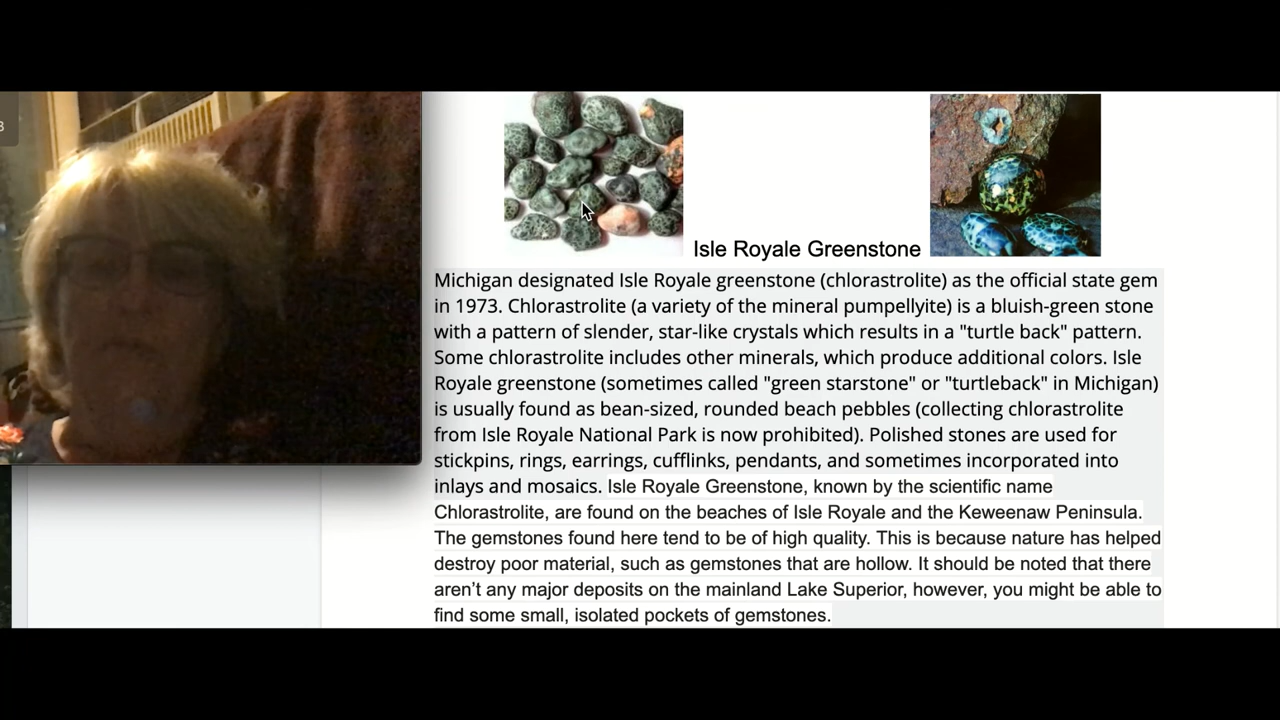 3
Isle Royale Greenstone
Michigan designated Isle Royale greenstone (chlorastrolite) as the official state gem
in 1973. Chlorastrolite (a variety of the mineral pumpellyite) is a bluish-green stone
with a pattern of slender, star-like crystals which results in a "turtle back" pattern.
Some chlorastrolite includes other minerals, which produce additional colors. Isle
Royale greenstone (sometimes called "green starstone" or "turtleback" in Michigan)
is usually found as bean-sized, rounded beach pebbles (collecting chlorastrolite
from Isle Royale National Park is now prohibited). Polished stones are used for
stickpins, rings, earrings, cufflinks, pendants, and sometimes incorporated into
inlays and mosaics. Isle Royale Greenstone, known by the scientific name
Chlorastrolite, are found on the beaches of Isle Royale and the Keweenaw Peninsula.
The gemstones found here tend to be of high quality. This is because nature has helped
destroy poor material, such as gemstones that are hollow. It should be noted that there
aren’t any major deposits on the mainland Lake Superior, however, you might be able to
find some small, isolated pockets of gemstones.